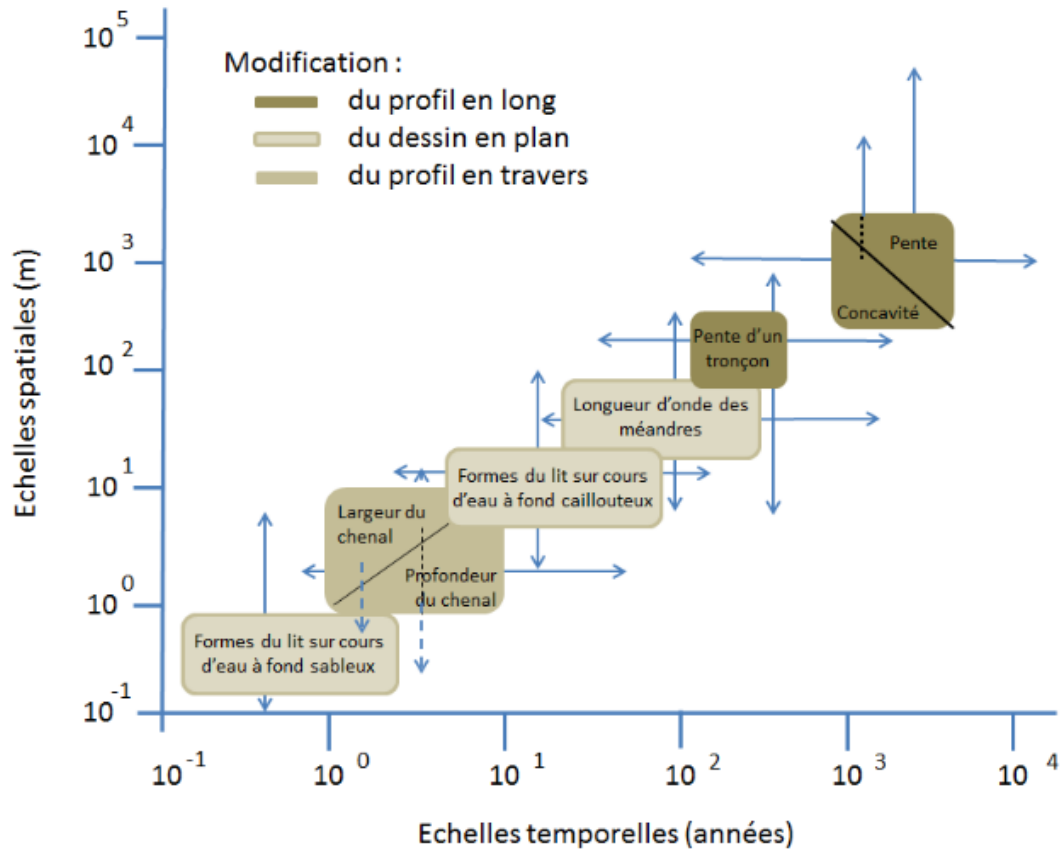 10 5
10 4
10 3
10 2
10 1
10 0
10 -1
Echelles spatiales (m)
Modification :
du profil en long
du dessin en plan
du profil en travers
Pente
Concavité
Pente d'un
tronçon
Longueur d'onde des
méandres
Formes du lit sur cours
d'eau à fond caillouteux
Largeur du
chenal
Profondeur
du chenal
Formes du lit sur cours
d'eau à fond sableux
10 -1 10 0 10 1 10 2 10 3 10 4
Echelles temporelles (années)